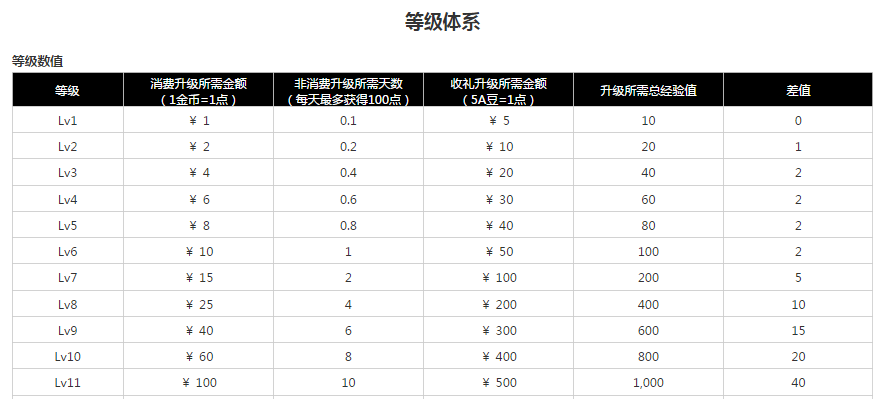 等级体系
等级数值
等级 消费升级所需金额 非消费升级所需天数 收礼升级所需金额 升级所需总经验值 差值
（1金币=1点） （每天最多获得100点） （5A豆=1点）
Lv1 ¥ 1 0.1 ¥ 5 10 0
Lv2 ¥ 2 0.2 ¥ 10 20 1
Lv3 ¥ 4 0.4 ¥ 20 40 2
Lv4 ¥ 6 0.6 ¥ 30 60 2
Lv5 ¥ 8 0.8 ¥ 40 80 2
Lv6 ¥ 10 1 ¥ 50 100 2
Lv7 ¥ 15 2 ¥ 100 200 5
Lv8 ¥ 25 4 ¥ 200 400 10
Lv9 ¥ 40 6 ¥ 300 600 15
Lv10 ¥ 60 8 ¥ 400 800 20
Lv11 ¥ 100 10 ¥ 500 1,000 40